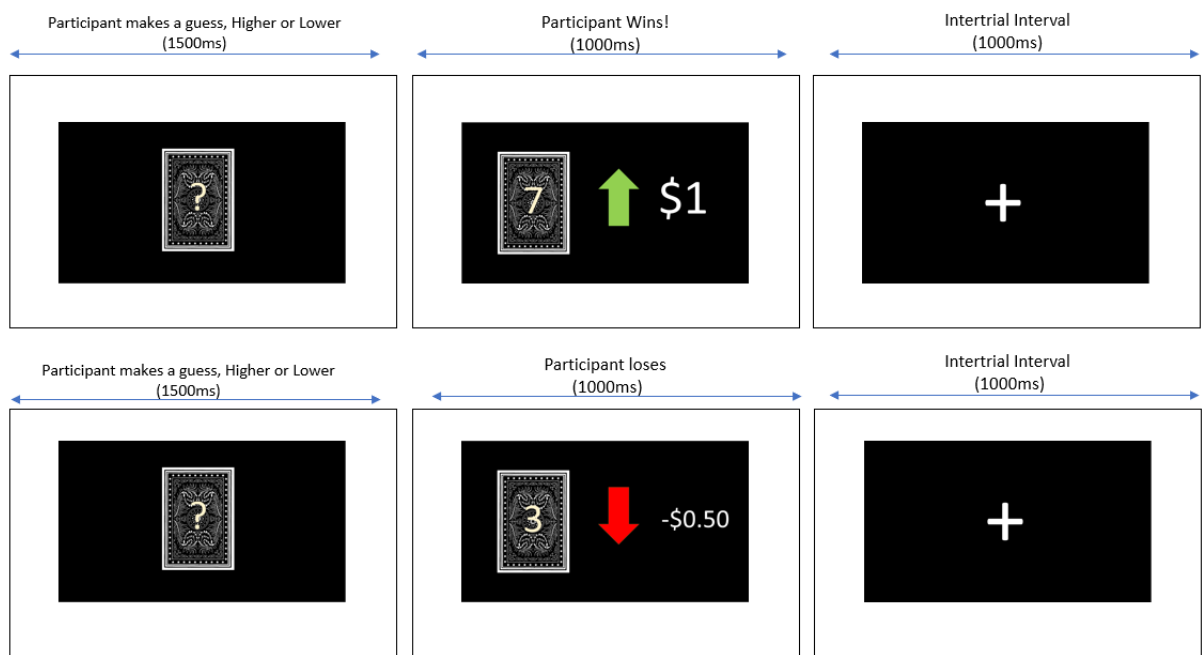 Participant makes a guess, Higher or Lower
(1500ms)
Participant Wins!
(1000ms)
Intertrial Interval
(1000ms)
?
7
$1
+
Participant makes a guess, Higher or Lower
(1500ms)
Participant loses
(1000ms)
Intertrial Interval
(1000ms)
?
3
-$0.50
+